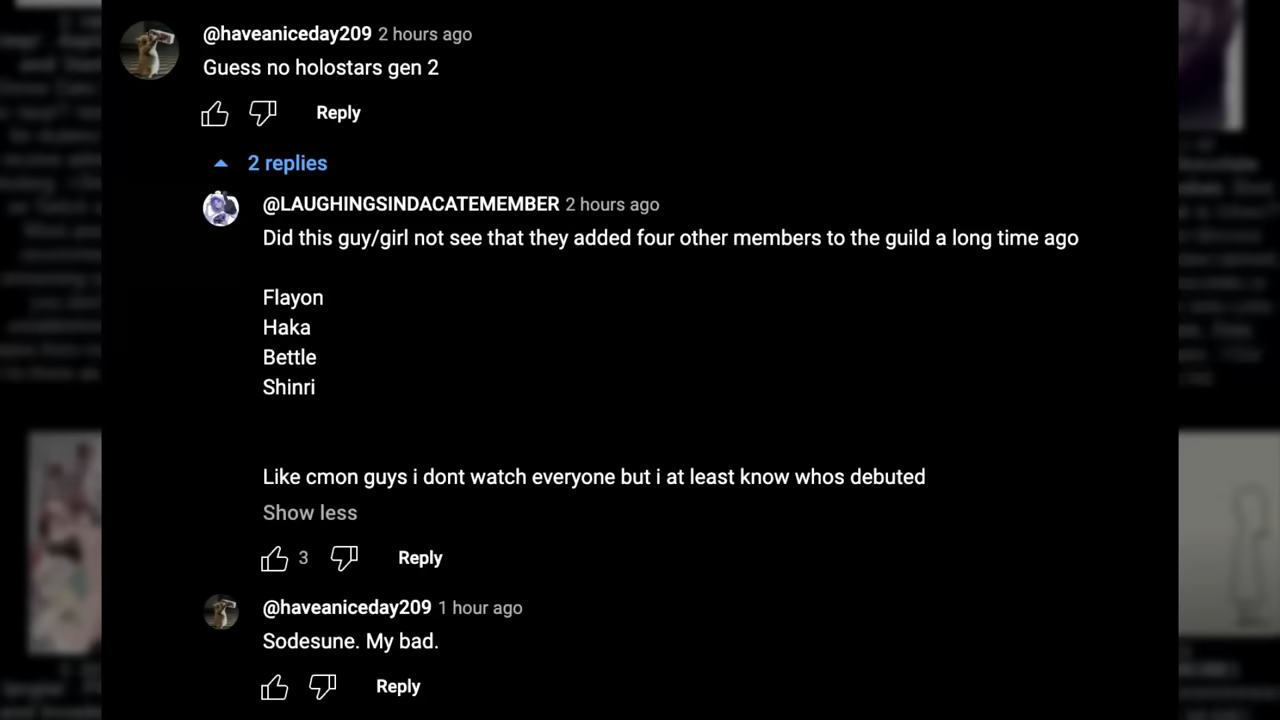 @haveaniceday209 2 hours ago
Guess no holostars gen 2
Reply
2 replies
@LAUGHINGSINDACATEMEMBER 2 hours ago
Did this guy/girl not see that they added four other members to the guild a long time ago
Flayon
Haka
Bettle
Shinri
Like cmon guys i dont watch everyone but i at least know whos debuted
Show less
3 Reply
@haveaniceday209 1 hour ago
Sodesune. My bad.
Reply